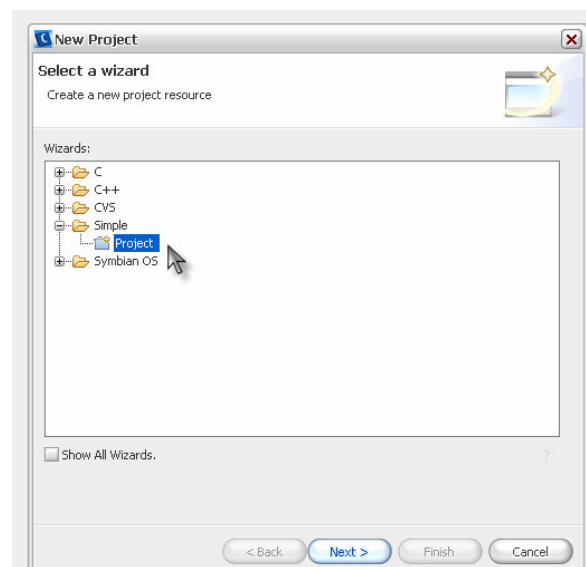 New Project
Select a wizard
Create a new project resource
Wizards:
C
C++
CVS
Simple
Project
Symbian OS
Show All Wizards.
< Back Next > Finish Cancel